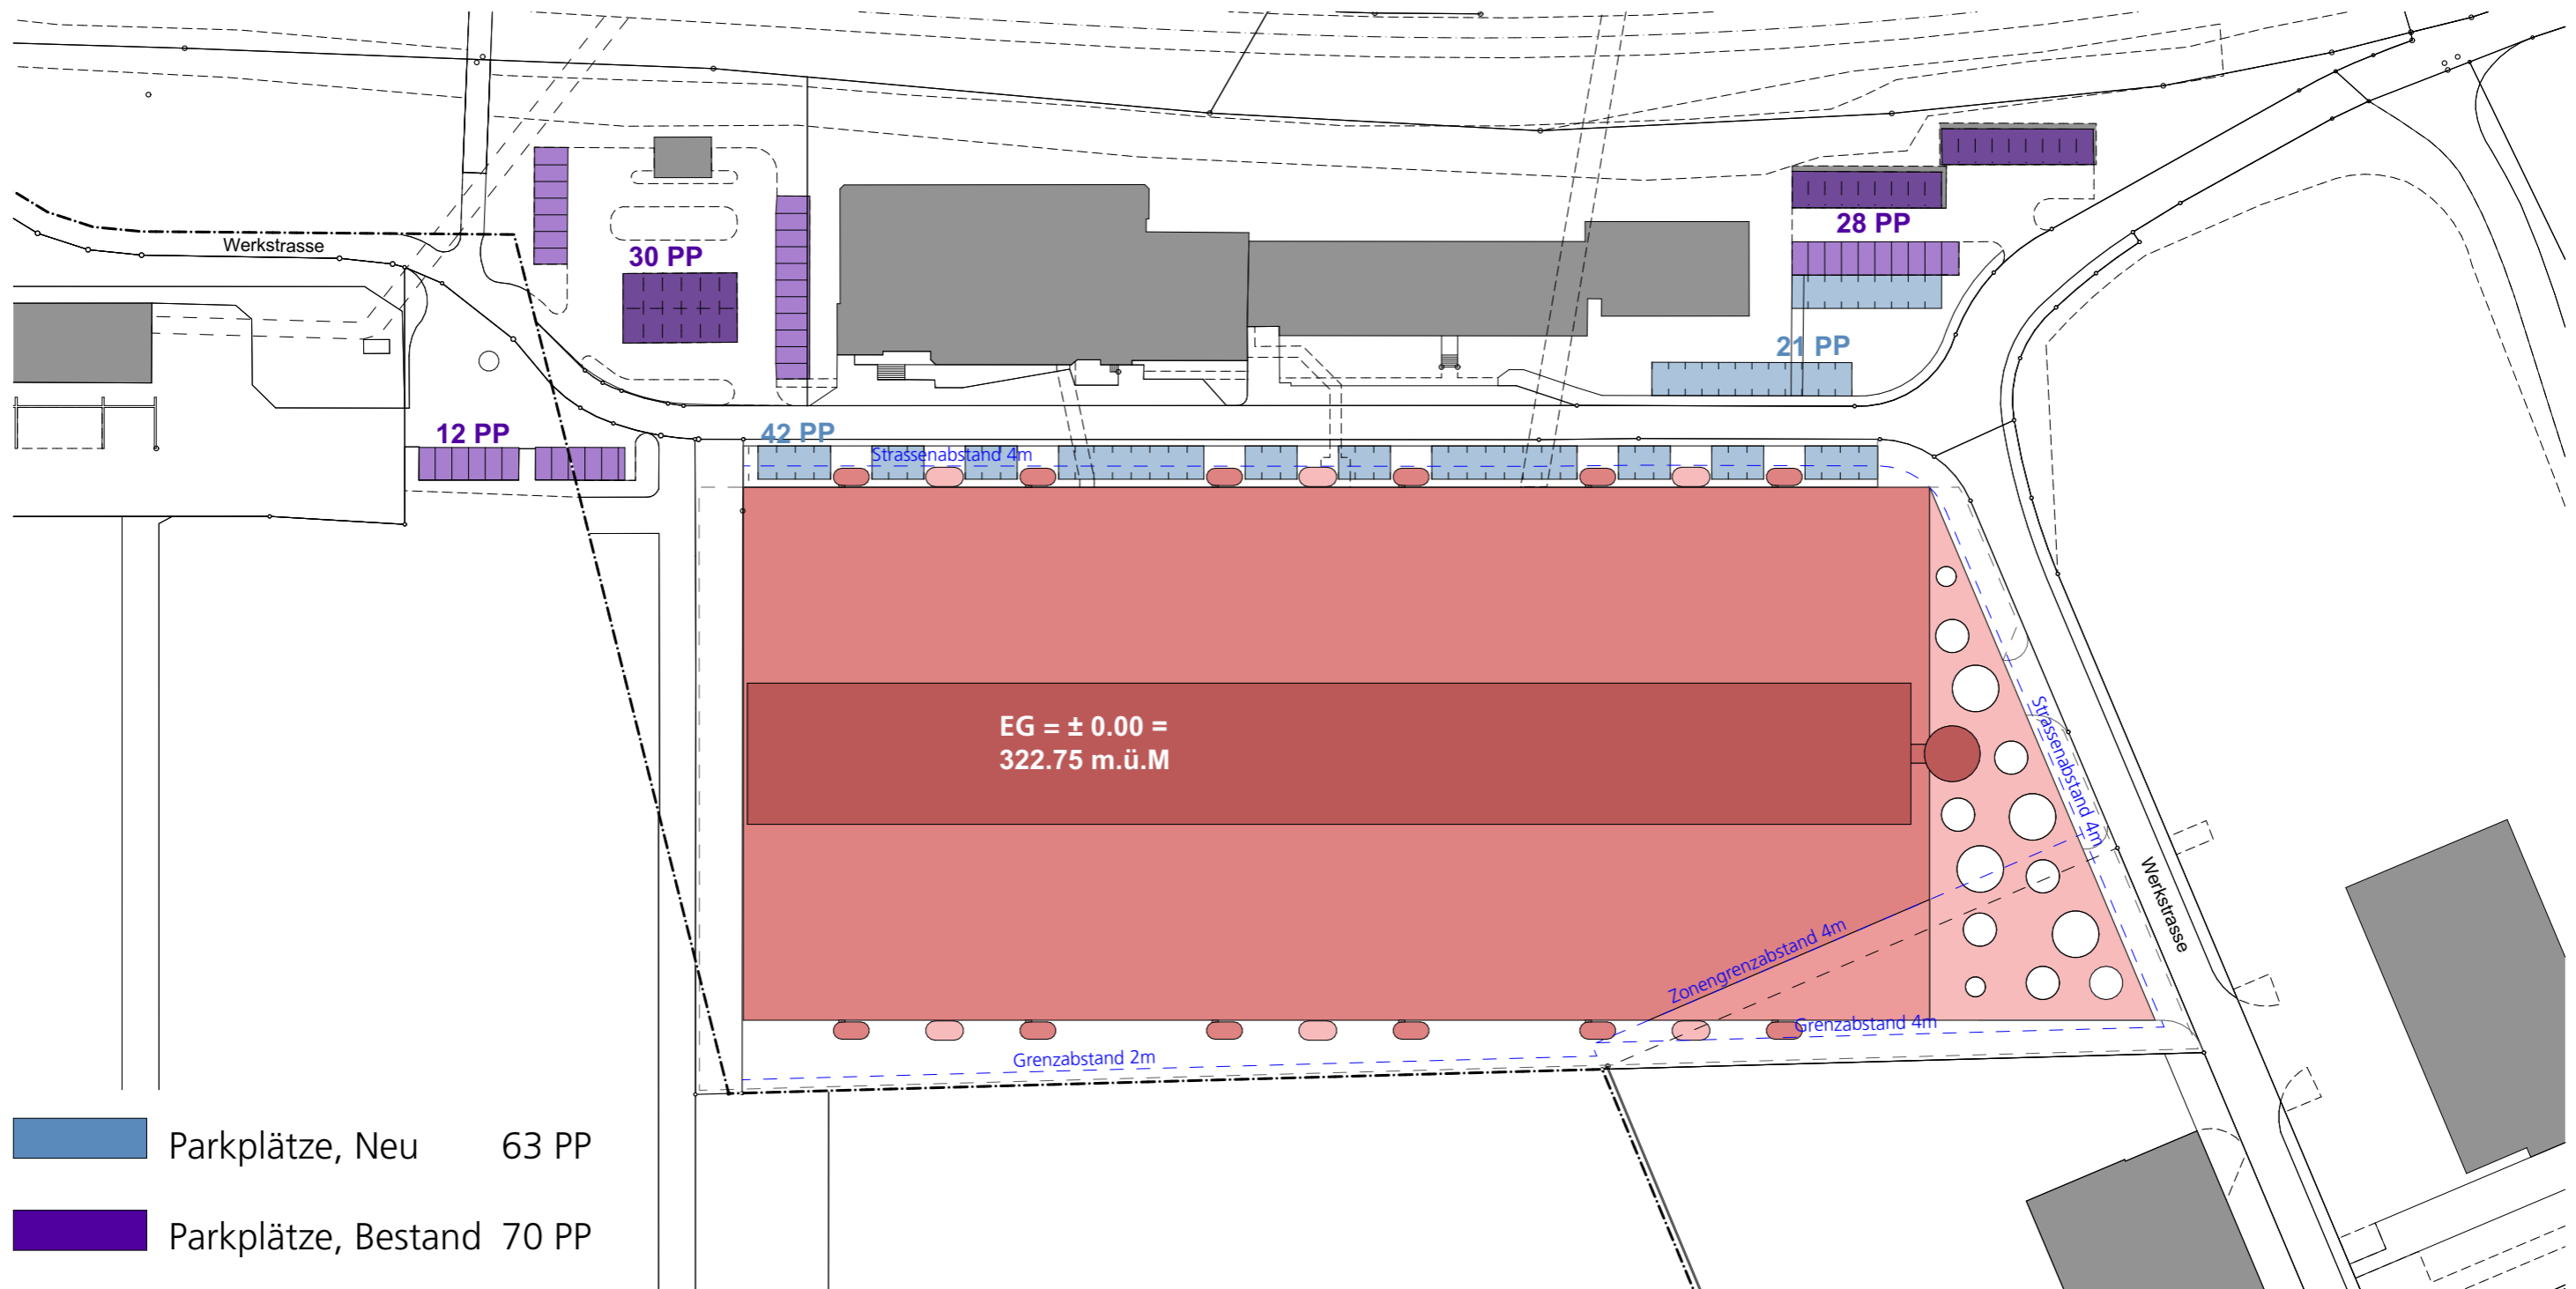 Werkstrasse
30 PP
28 PP
21 PP
12 PP
42 PP
Strassenabstand 4m
EG = ± 0.00 =
322.75 m.ü.M
Strassenabstand 4m
Werkstrasse
Zonengrenzabstand 4m
Grenzabstand 4m
Grenzabstand 2m
Parkplätze, Neu 63 PP
Parkplätze, Bestand 70 PP